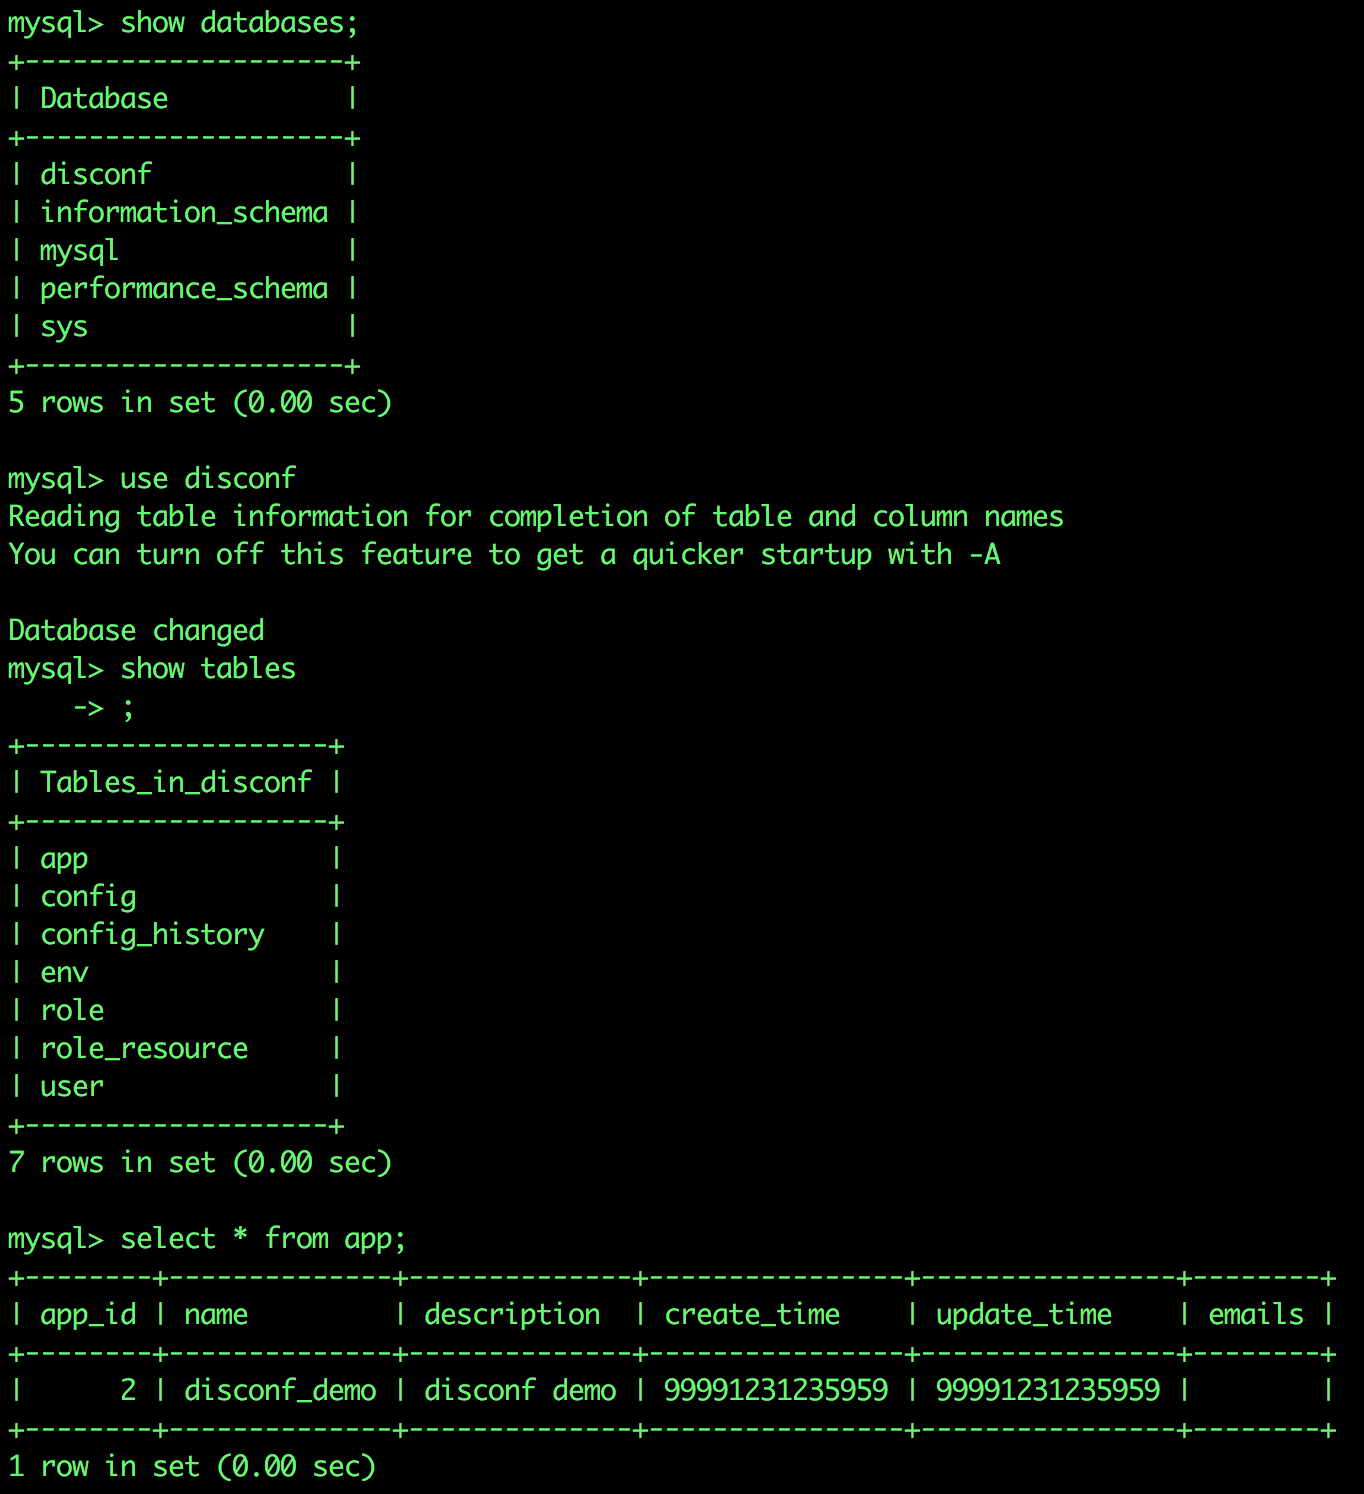 mysql> show databases;
+--------------------+
| Database           |
+--------------------+
| disconf            |
| information_schema |
| mysql              |
| performance_schema |
| sys                |
+--------------------+
5 rows in set (0.00 sec)

mysql> use disconf
Reading table information for completion of table and column names
You can turn off this feature to get a quicker startup with -A

Database changed
mysql> show tables
    -> ;
+-------------------+
| Tables_in_disconf |
+-------------------+
| app               |
| config            |
| config_history    |
| env               |
| role              |
| role_resource     |
| user              |
+-------------------+
7 rows in set (0.00 sec)

mysql> select * from app;
+--------+--------------+--------------+----------------+----------------+--------+
| app_id | name         | description  | create_time    | update_time    | emails |
+--------+--------------+--------------+----------------+----------------+--------+
|      2 | disconf_demo | disconf demo | 99991231235959 | 99991231235959 |        |
+--------+--------------+--------------+----------------+----------------+--------+
1 row in set (0.00 sec)